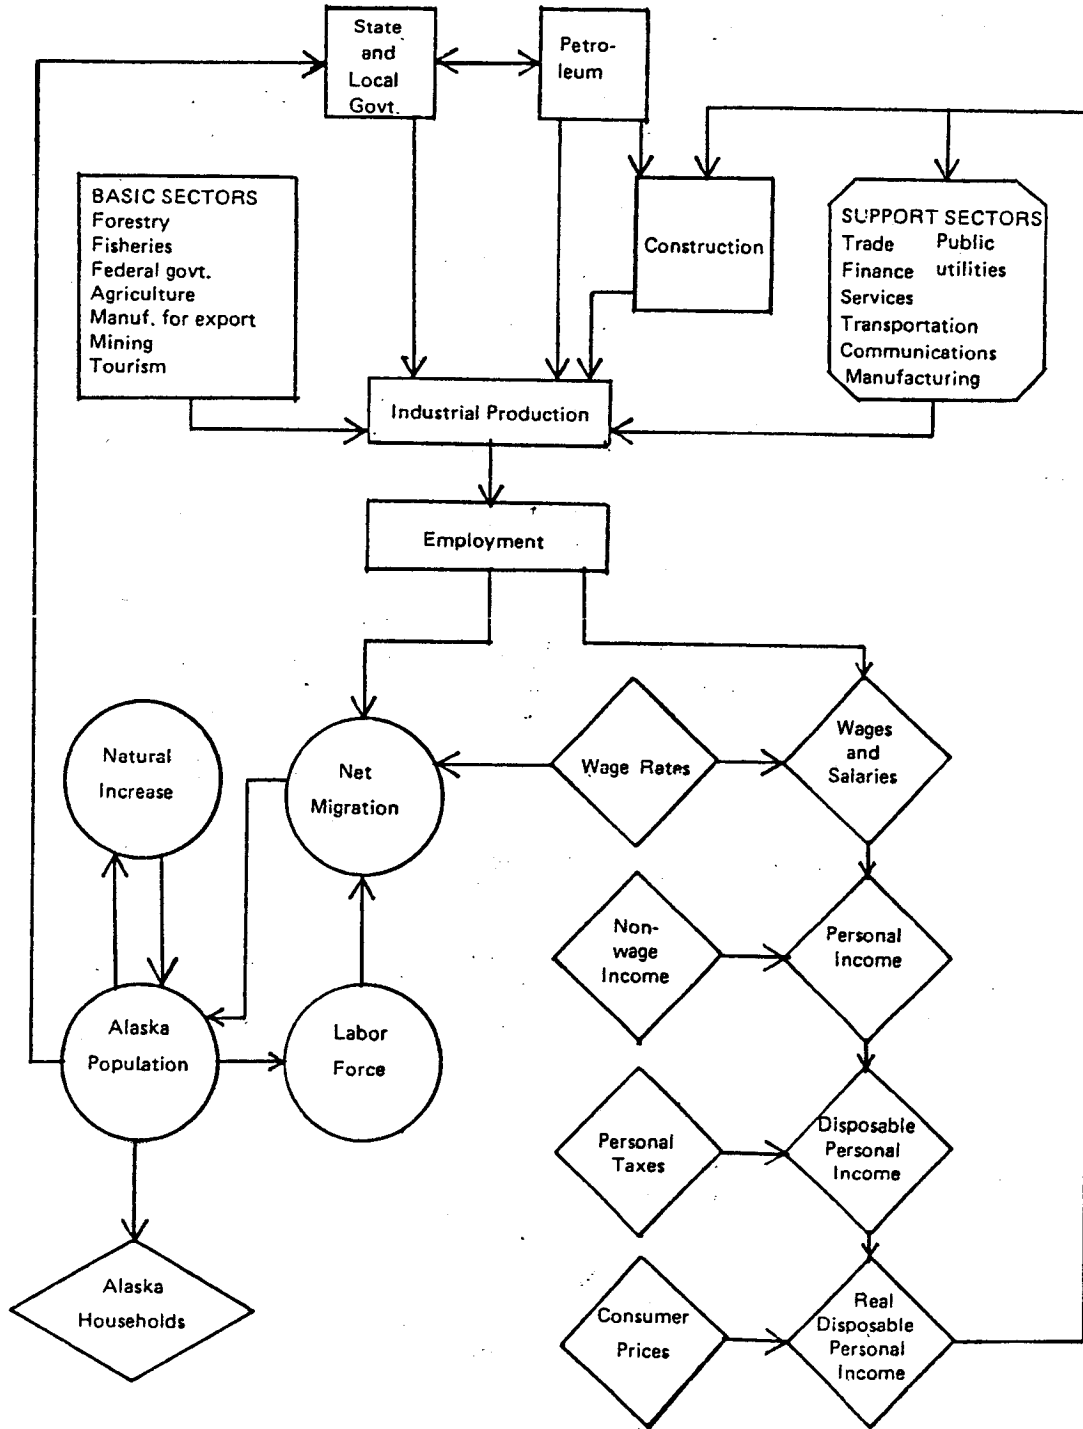 State
and
Local
Govt.
Petro-
leum
BASIC SECTORS
Forestry
Fisheries
Federal govt.
Agriculture
Manuf. for export
Mining
Tourism
Construction
SUPPORT SECTORS
Trade Public
Finance utilities
Services
Transportation
Communications
Manufacturing
Industrial Production
Employment
Natural
Increase
Net
Migration
Wage Rates
Wages
and
Salaries
Non-
wage
Income
Personal
Income
Alaska
Population
Labor
Force
Personal
Taxes
Disposable
Personal
Income
Alaska
Households
Consumer
Prices
Real
Disposable
Personal
Income